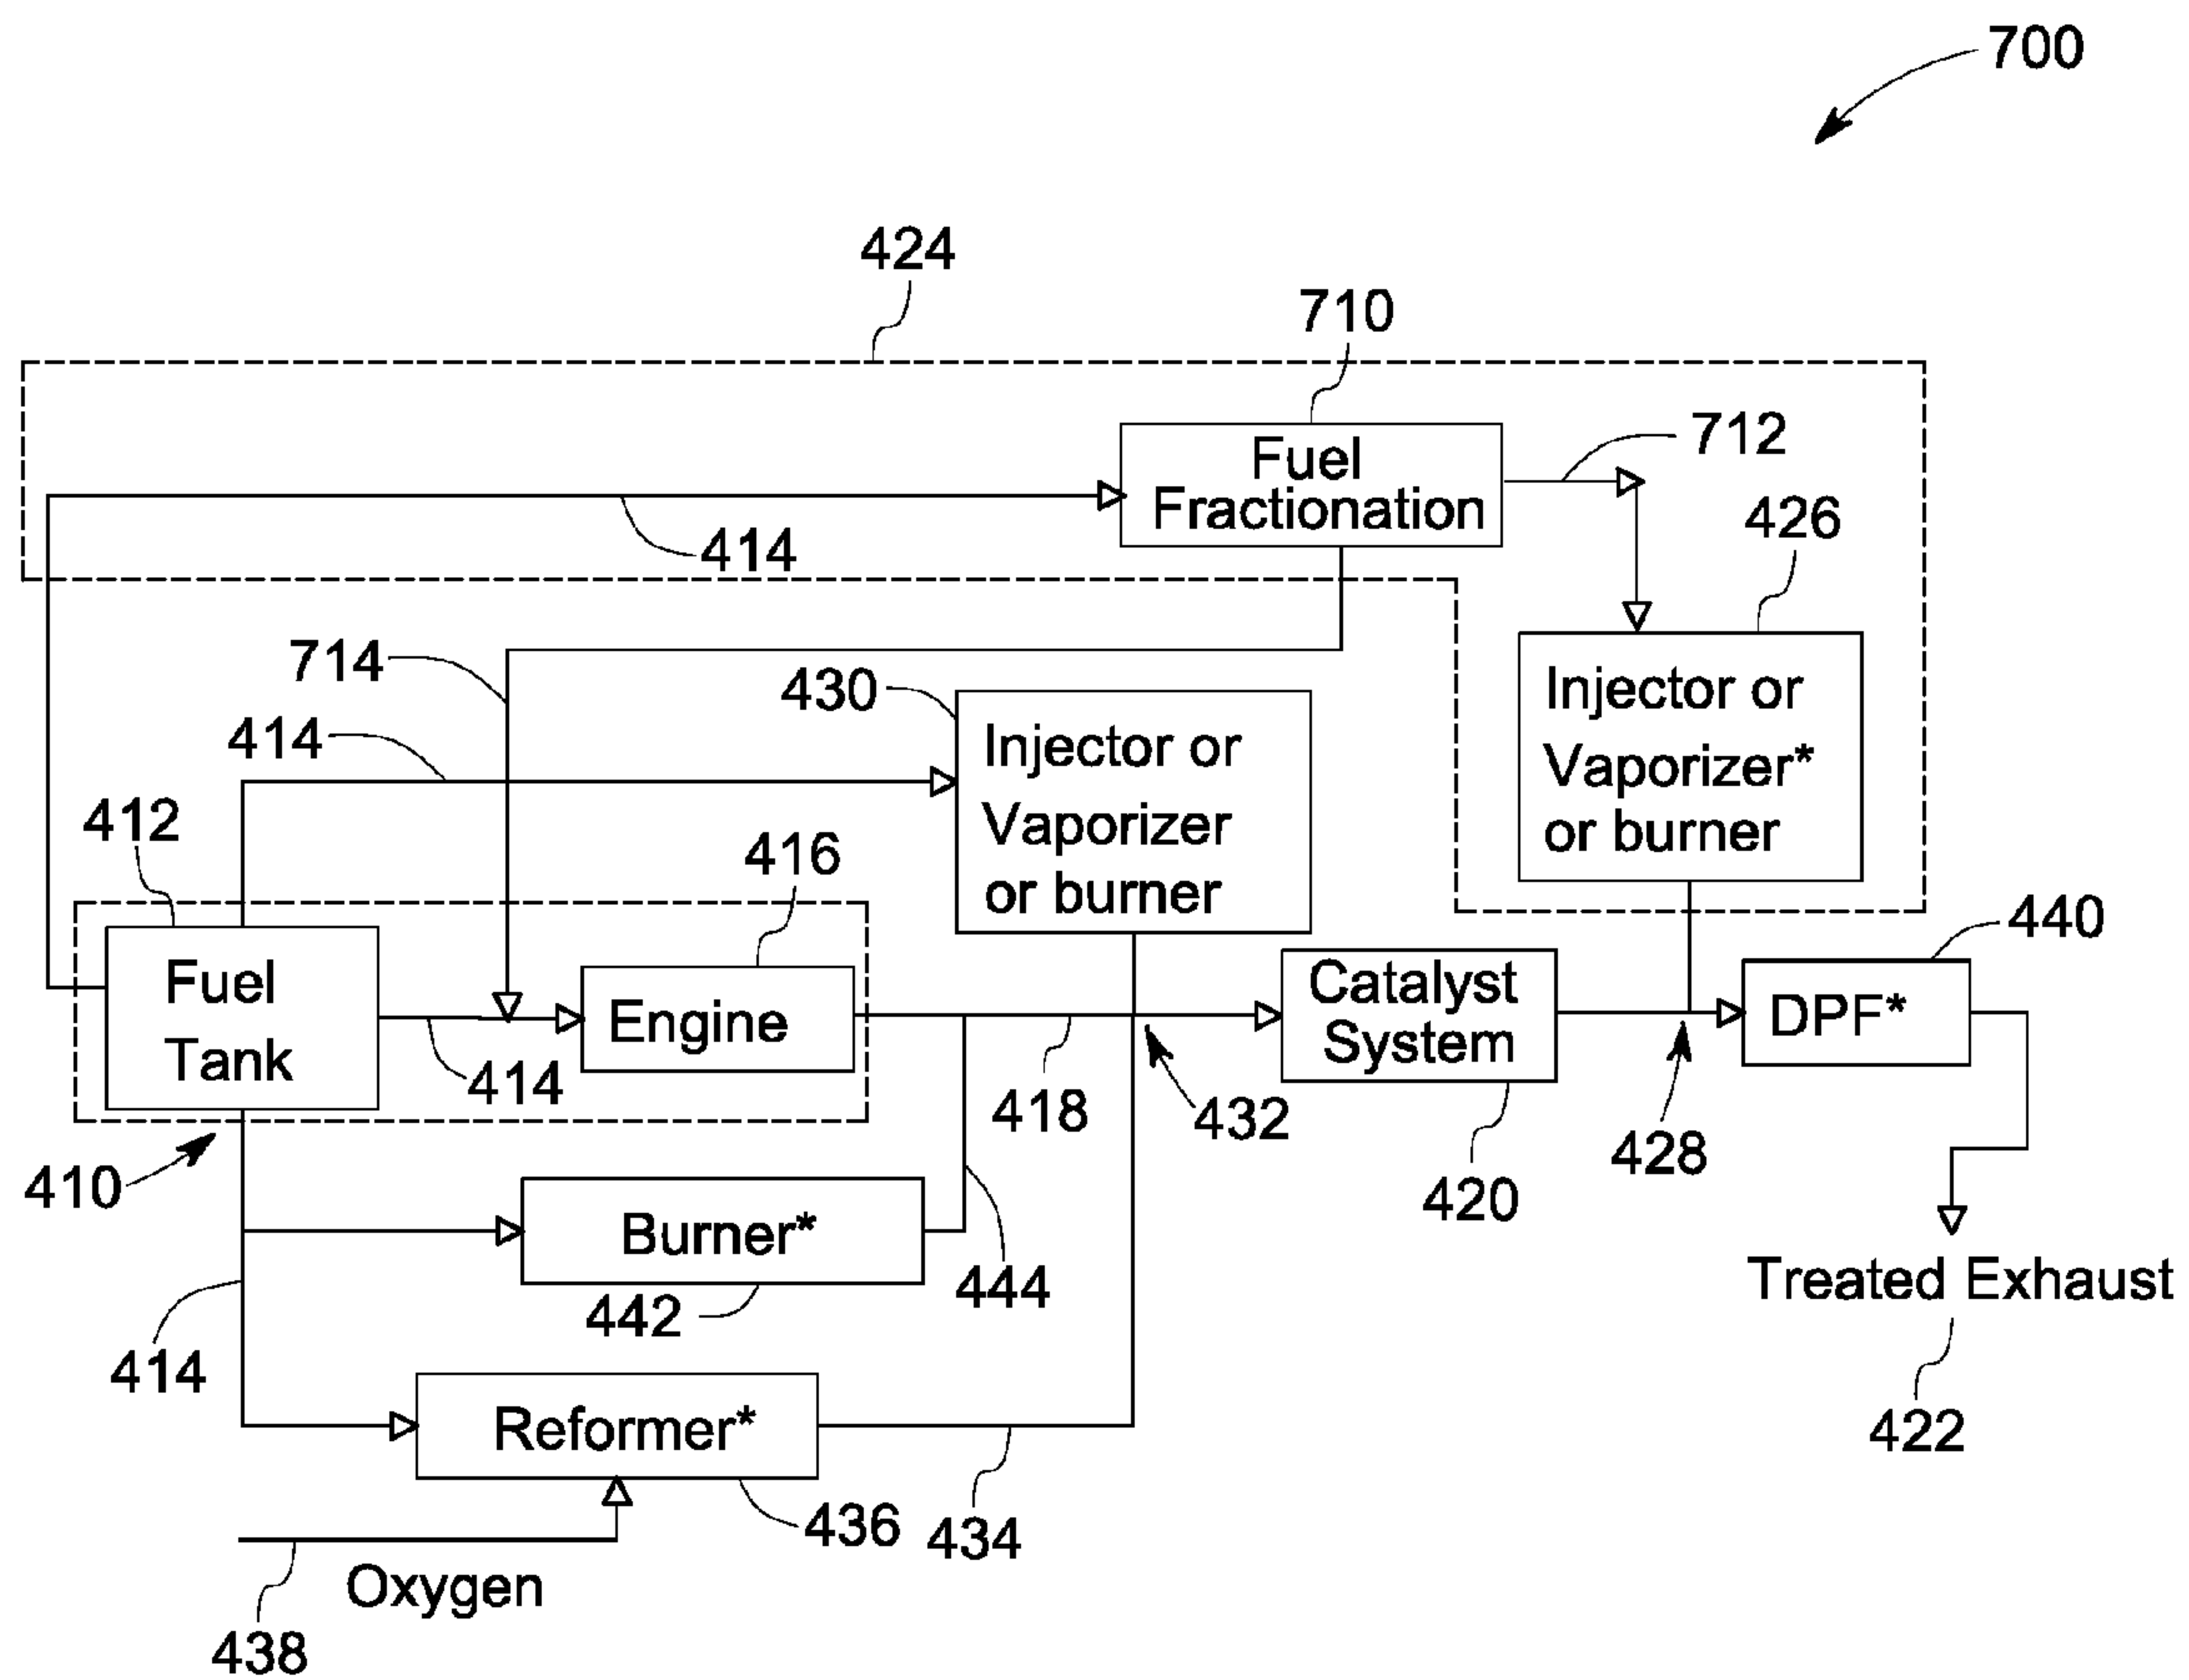 700
424
710
Fuel
Fractionation
712
426
414
714
430
Injector or
Vaporizer
or burner
Injector or
Vaporizer*
or burner
414
412
416
440
Fuel
Tank
Engine
Catalyst
System
DPF*
414
418
432
428
410
420
Burner*
444
442
Treated Exhaust
414
422
Reformer*
436
434
Oxygen
438